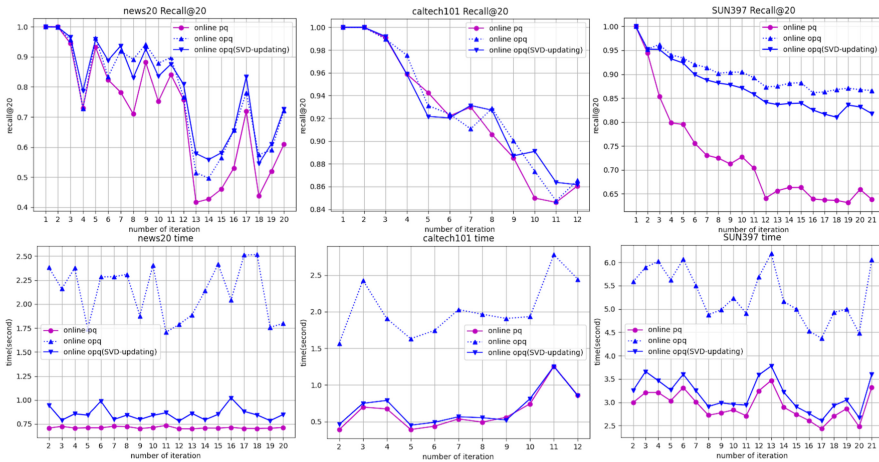 news20 Recall@20
recall@20
1.0
0.9
0.8
0.7
0.6
0.5
0.4
online pq
online opq
online opq(SVD-updating)
1 2 3 4 5 6 7 8 9 10 11 12 13 14 15 16 17 18 19 20
number of iteration
caltech101 Recall@20
recall@20
1.00
0.98
0.96
0.94
0.92
0.90
0.88
0.86
0.84
online pq
online opq
online opq(SVD-updating)
1 2 3 4 5 6 7 8 9 10 11 12
number of iteration
SUN397 Recall@20
recall@20
1.00
0.95
0.90
0.85
0.80
0.75
0.70
0.65
online pq
online opq
online opq(SVD-updating)
1 2 3 4 5 6 7 8 9 10 11 12 13 14 15 16 17 18 19 20 21
number of iteration
news20 time
time(second)
2.50
2.25
2.00
1.75
1.50
1.25
1.00
0.75
online pq
online opq
online opq(SVD-updating)
2 3 4 5 6 7 8 9 10 11 12 13 14 15 16 17 18 19 20
number of iteration
caltech101 time
time(second)
2.5
2.0
1.5
1.0
0.5
online pq
online opq
online opq(SVD-updating)
2 3 4 5 6 7 8 9 10 11 12
number of iteration
SUN397 time
time(second)
6.0
5.5
5.0
4.5
4.0
3.5
3.0
2.5
online pq
online opq
online opq(SVD-updating)
2 3 4 5 6 7 8 9 10 11 12 13 14 15 16 17 18 19 20 21
number of iteration